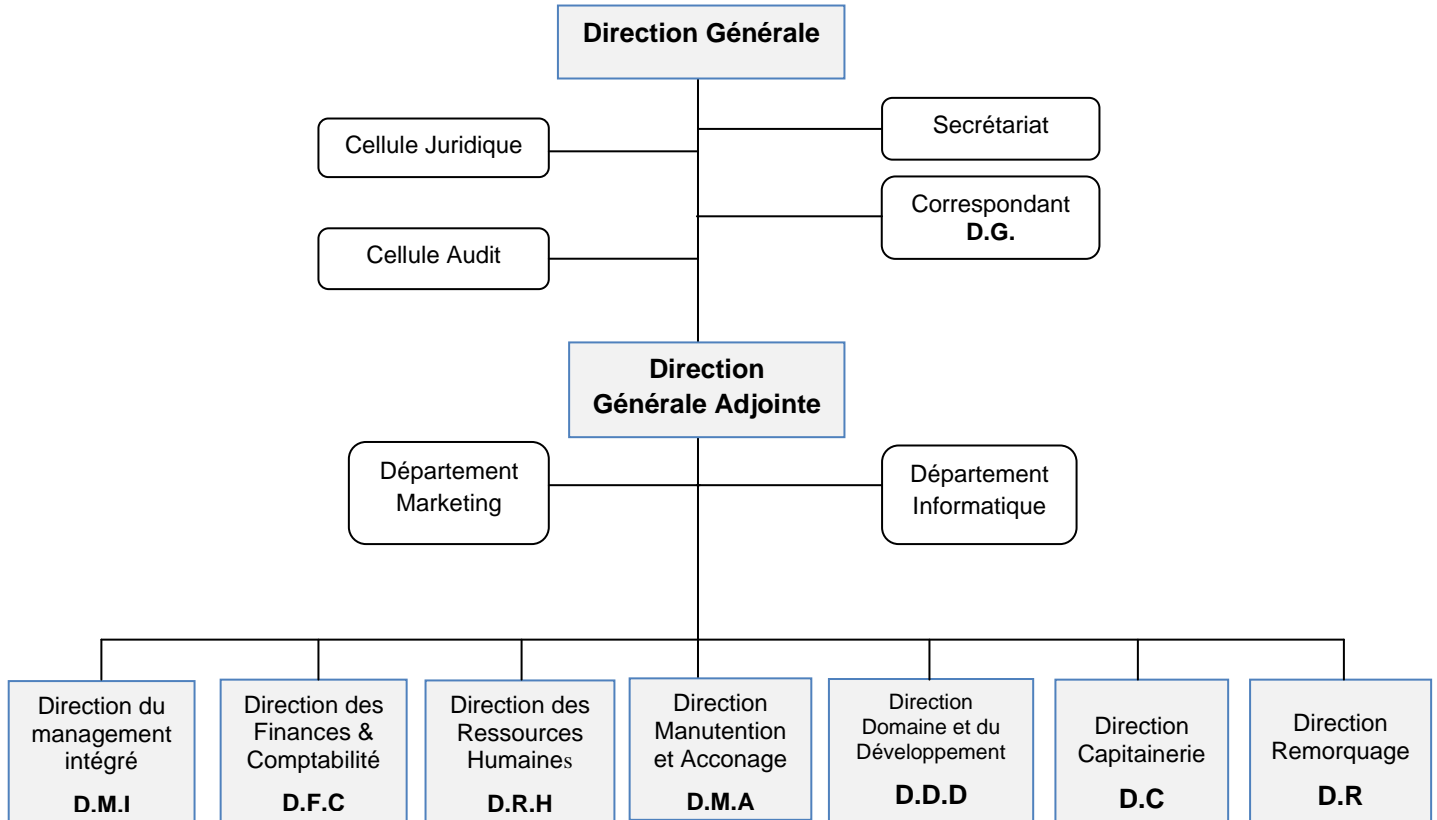 Direction Générale
Secrétariat
Cellule Juridique
Correspondant
D.G.
Cellule Audit
Direction
Générale Adjointe
Département
Marketing
Département
Informatique
Direction du
management
intégré
D.M.I
Direction des
Finances &
Comptabilité
D.F.C
Direction des
Ressources
Humaines
D.R.H
Direction
Manutention
et Acconage
D.M.A
Direction
Domaine et du
Développement
D.D.D
Direction
Capitainerie
D.C
Direction
Remorquage
D.R